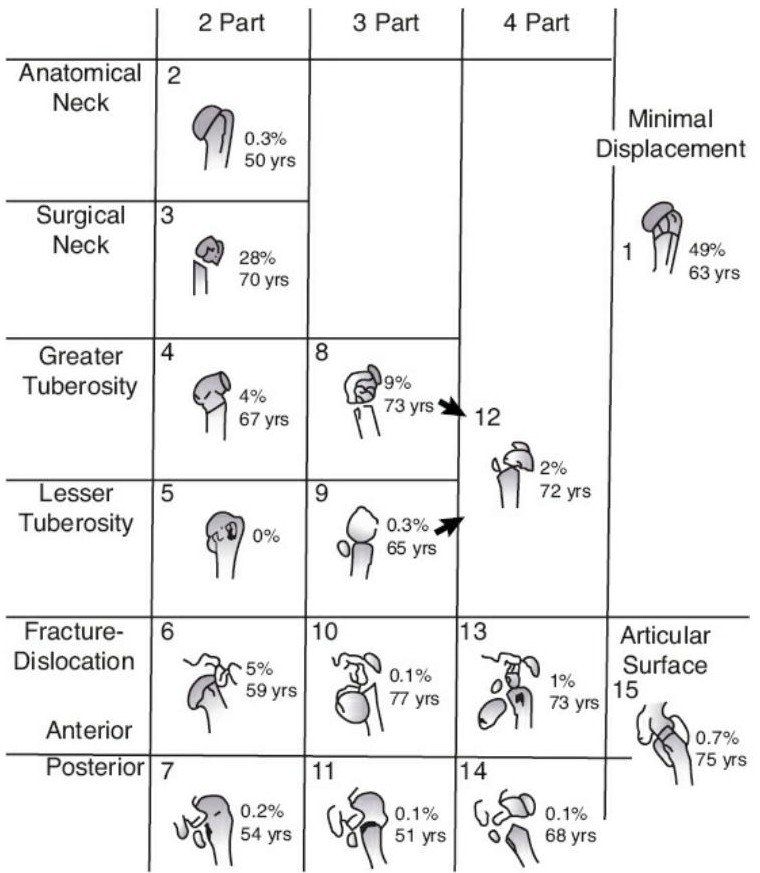 2 Part 3 Part 4 Part
Anatomical
Neck
2
0.3%
50 yrs
Minimal
Displacement
1
49%
63 yrs
Surgical
Neck
3
28%
70 yrs
Greater
Tuberosity
4
4%
67 yrs
8
9%
73 yrs
12
2%
72 yrs
Lesser
Tuberosity
5
0%
9
0.3%
65 yrs
Fracture-
Dislocation
Anterior
6
5%
59 yrs
10
0.1%
77 yrs
13
1%
73 yrs
Articular
Surface
15
0.7%
75 yrs
Posterior
7
0.2%
54 yrs
11
0.1%
51 yrs
14
0.1%
68 yrs